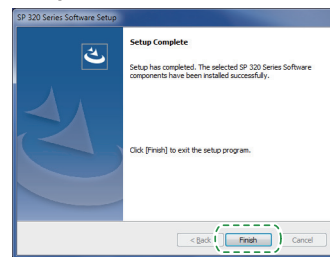 SP 320 Series Software Setup
Setup Complete
Setup has completed. The selected SP 320 Series Software
components have been installed successfully.
Click [Finish] to exit the setup program.
< Back
Finish
Cancel